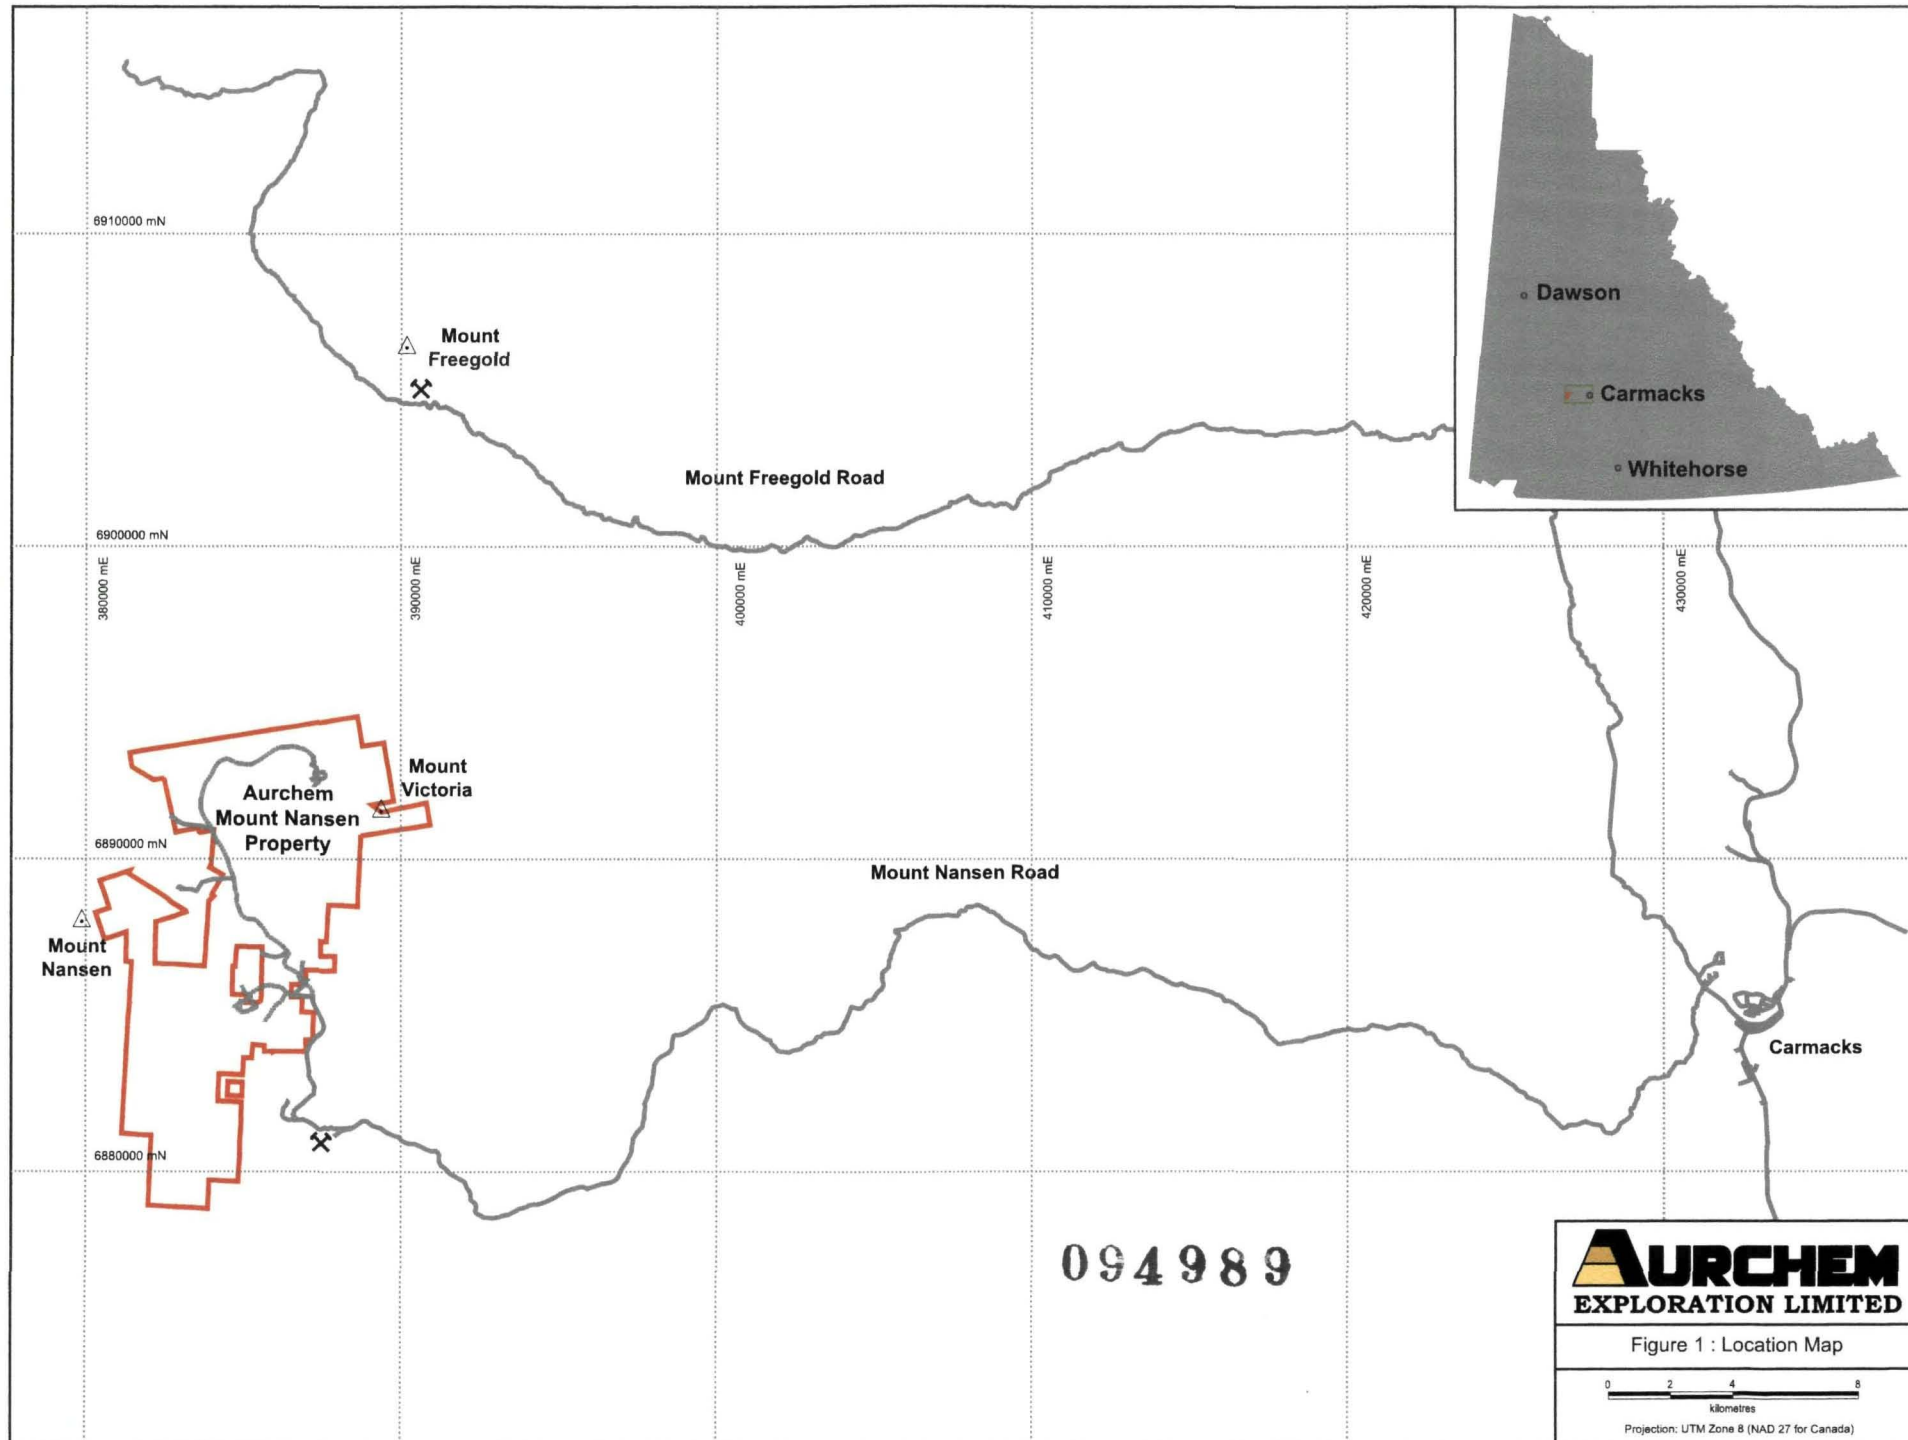 6910000 mN
Mount
Freegold
Mount Freegold Road
6900000 mN
380000 mE
390000 mE
400000 mE
410000 mE
420000 mE
430000 mE
Dawson
Carmacks
Whitehorse
Mount
Victoria
Aurchem
Mount Nansen
Property
6890000 mN
Mount Nansen Road
Mount
Nansen
Carmacks
6880000 mN
094989
AURCHEM
EXPLORATION LIMITED
Figure 1 : Location Map
0 2 4 8
kilometres
Projection: UTM Zone 8 (NAD 27 for Canada)